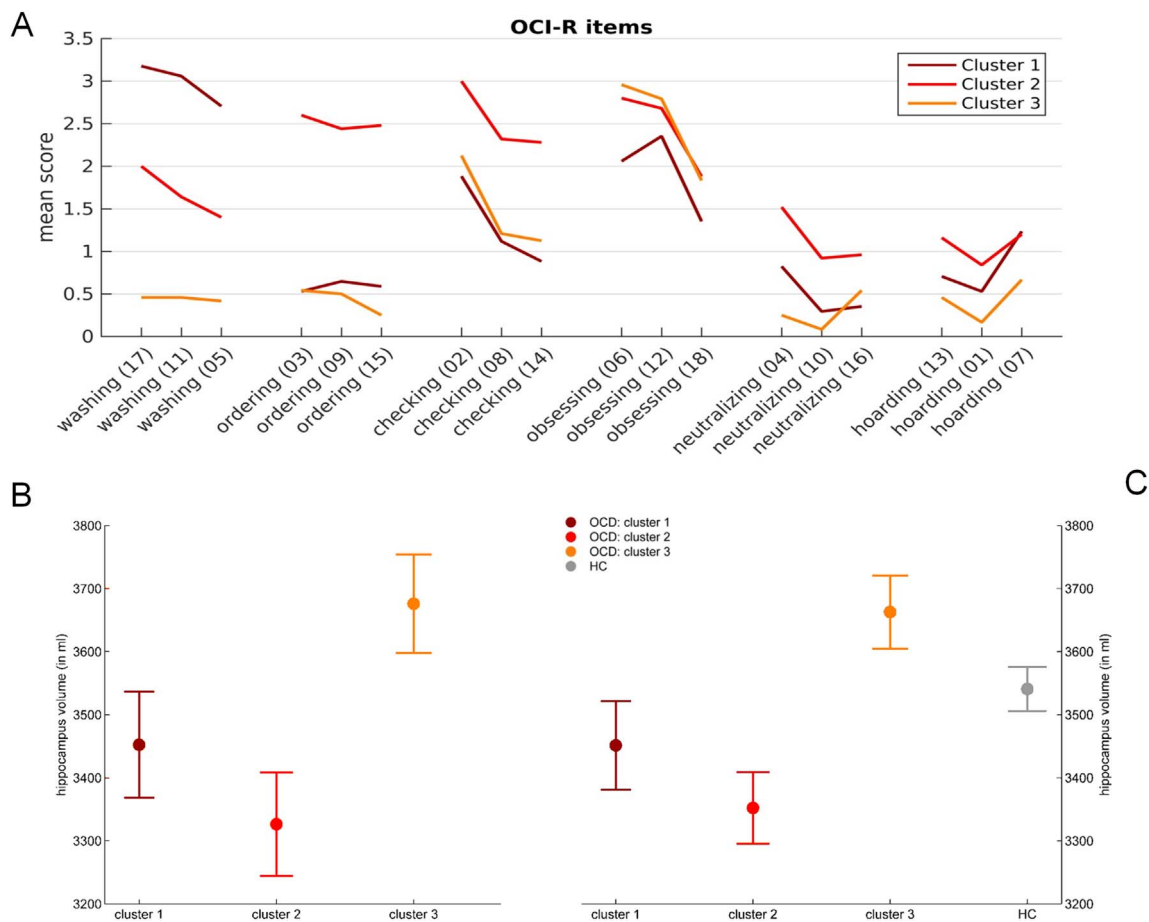 A
OCI-R items
Cluster 1
Cluster 2
Cluster 3
mean score
3.5
3
2.5
2
1.5
1
0.5
0
washing (17)
washing (11)
washing (05)
ordering (03)
ordering (09)
ordering (15)
checking (02)
checking (08)
checking (14)
obsessing (06)
obsessing (12)
obsessing (18)
neutralizing (04)
neutralizing (10)
neutralizing (16)
hoarding (13)
hoarding (01)
hoarding (07)
B
hippocampus volume (in ml)
3800
3700
3600
3500
3400
3300
3200
cluster 1
cluster 2
cluster 3
OCD: cluster 1
OCD: cluster 2
OCD: cluster 3
HC
C
3800
3700
3600
3500
3400
3300
3200
hippocampus volume (in ml)
cluster 1
cluster 2
cluster 3
HC